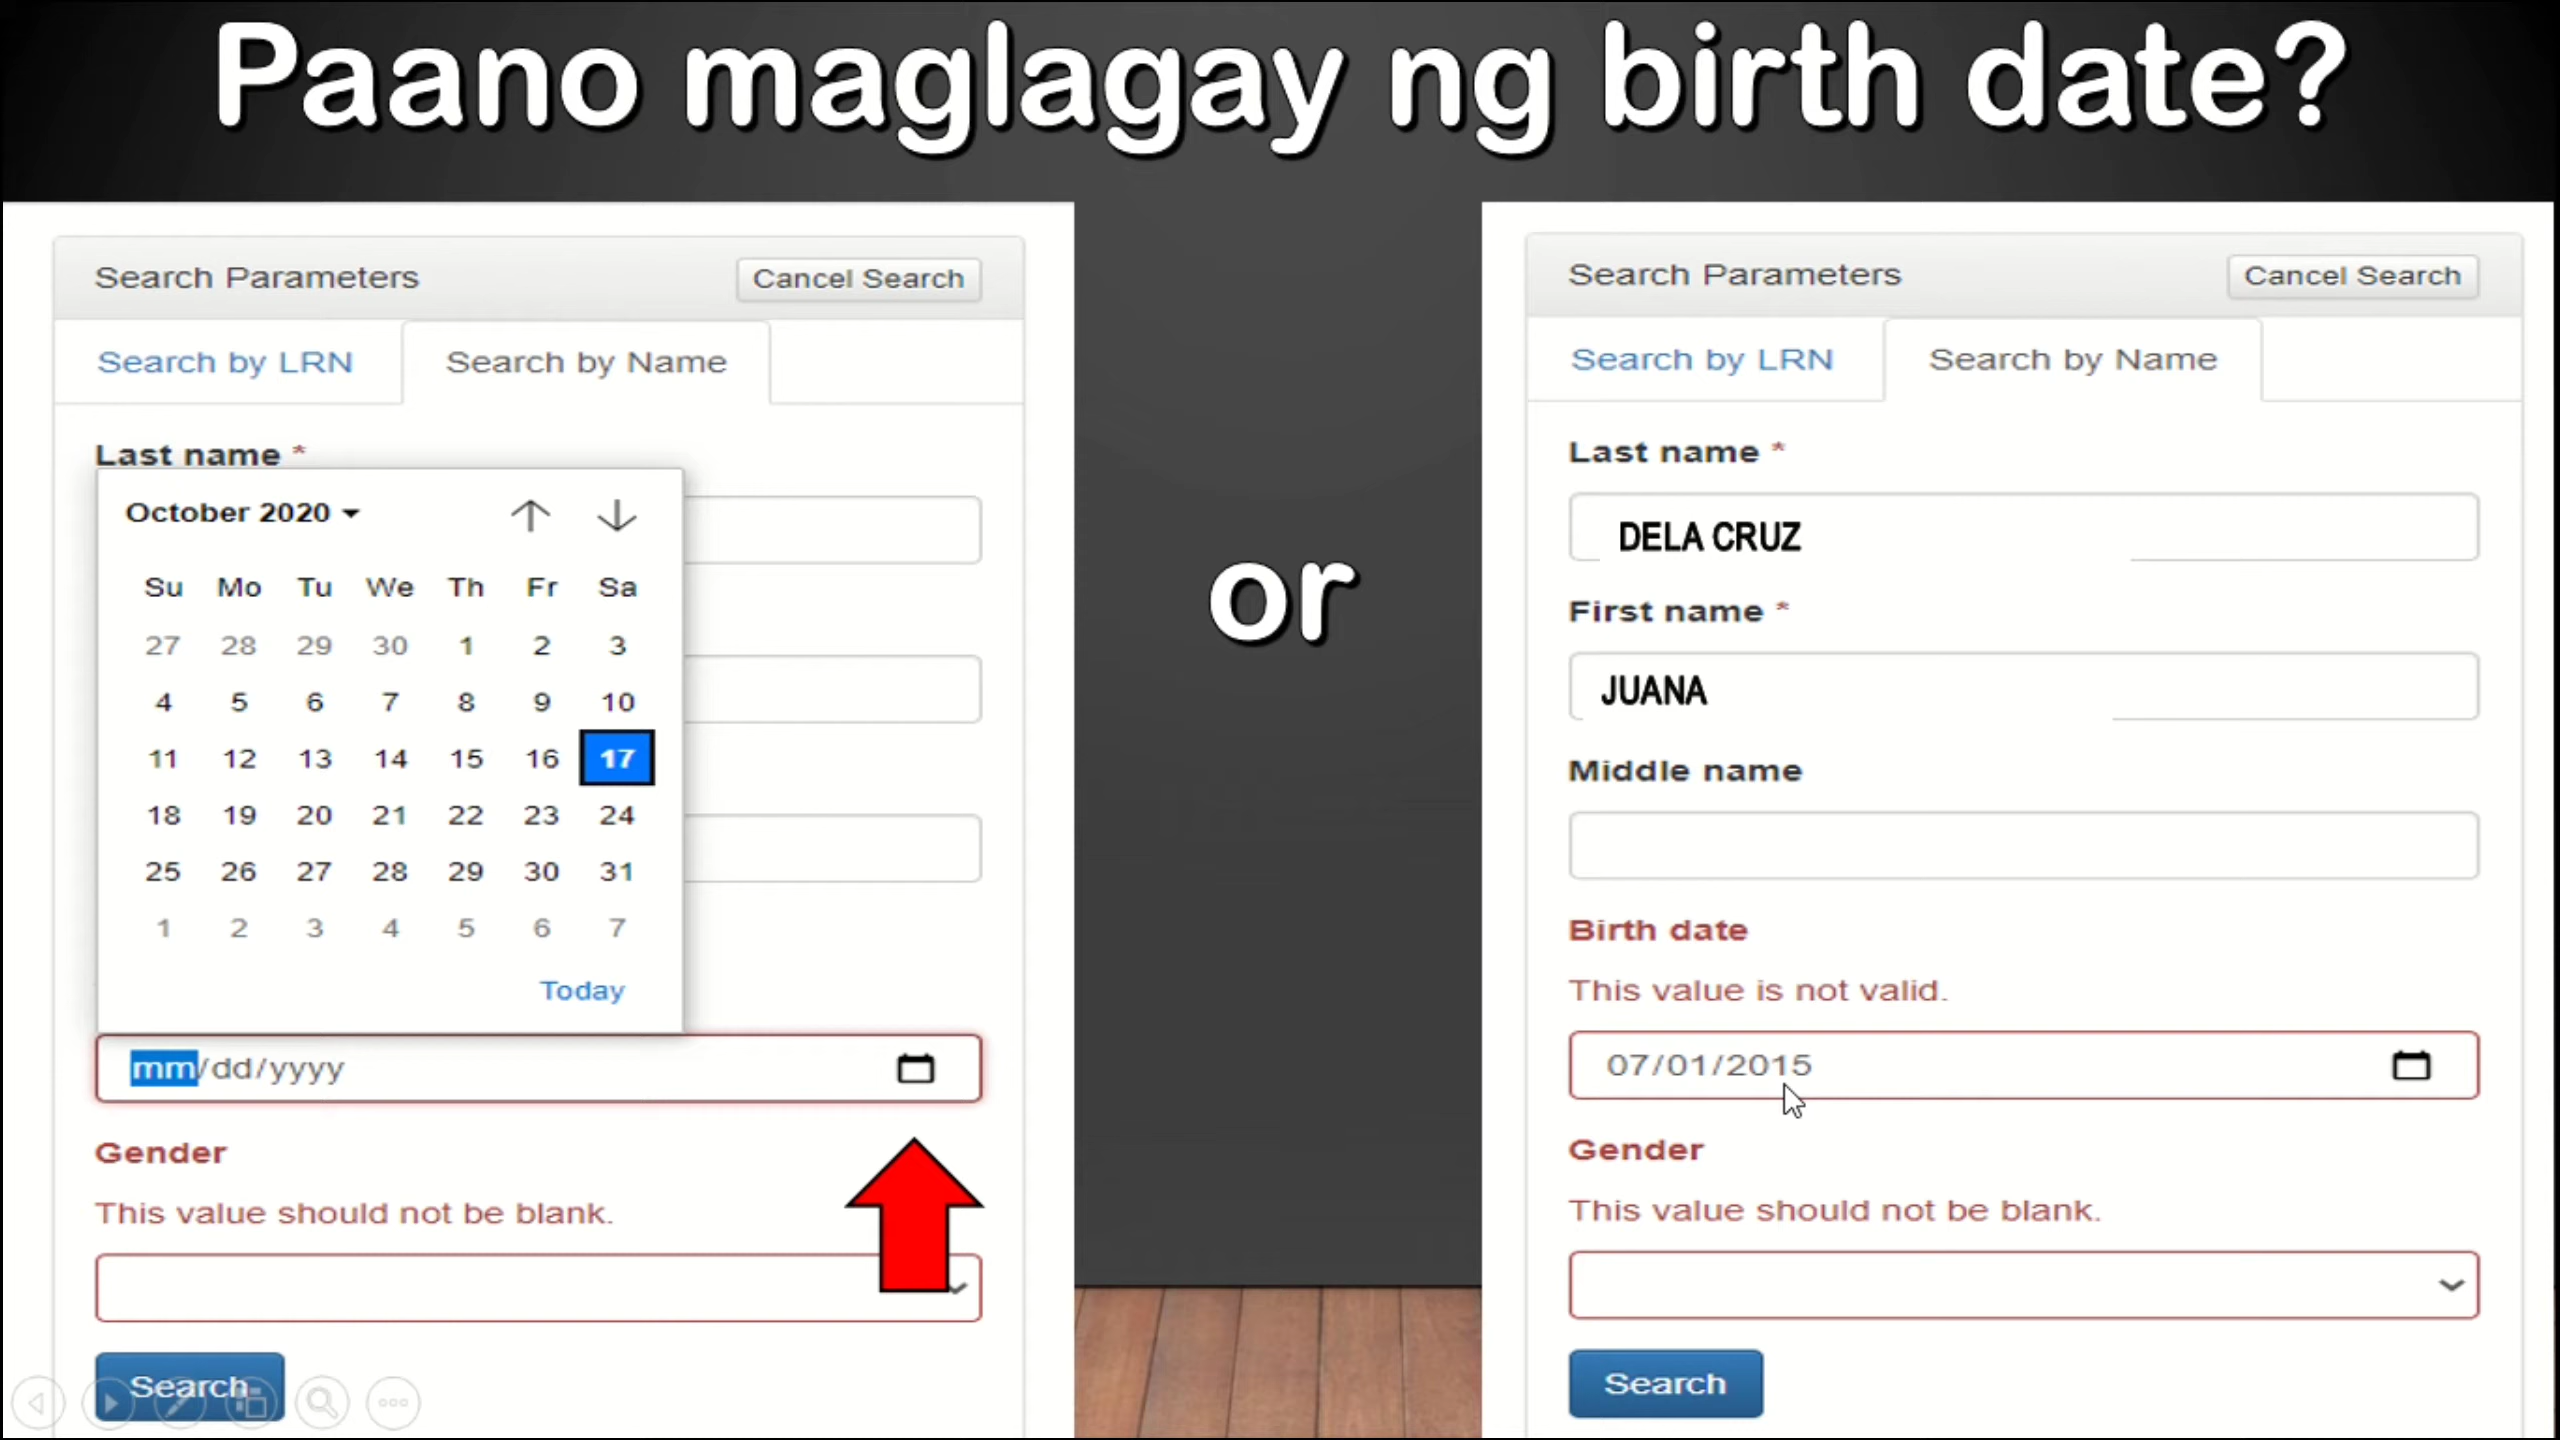 Paano maglagay ng birth date?
Search Parameters
Cancel Search
Search by LRN
Search by Name
Last name *
October 2020
Su Mo Tu We Th Fr Sa
27 28 29 30 1 2 3
4 5 6 7 8 9 10
11 12 13 14 15 16 17
18 19 20 21 22 23 24
25 26 27 28 29 30 31
1 2 3 4 5 6 7
Today
mm/dd/yyyy
Gender
This value should not be blank.
Search
or
Search Parameters
Cancel Search
Search by LRN
Search by Name
Last name *
DELA CRUZ
First name *
JUANA
Middle name
Birth date
This value is not valid.
07/01/2015
Gender
This value should not be blank.
Search